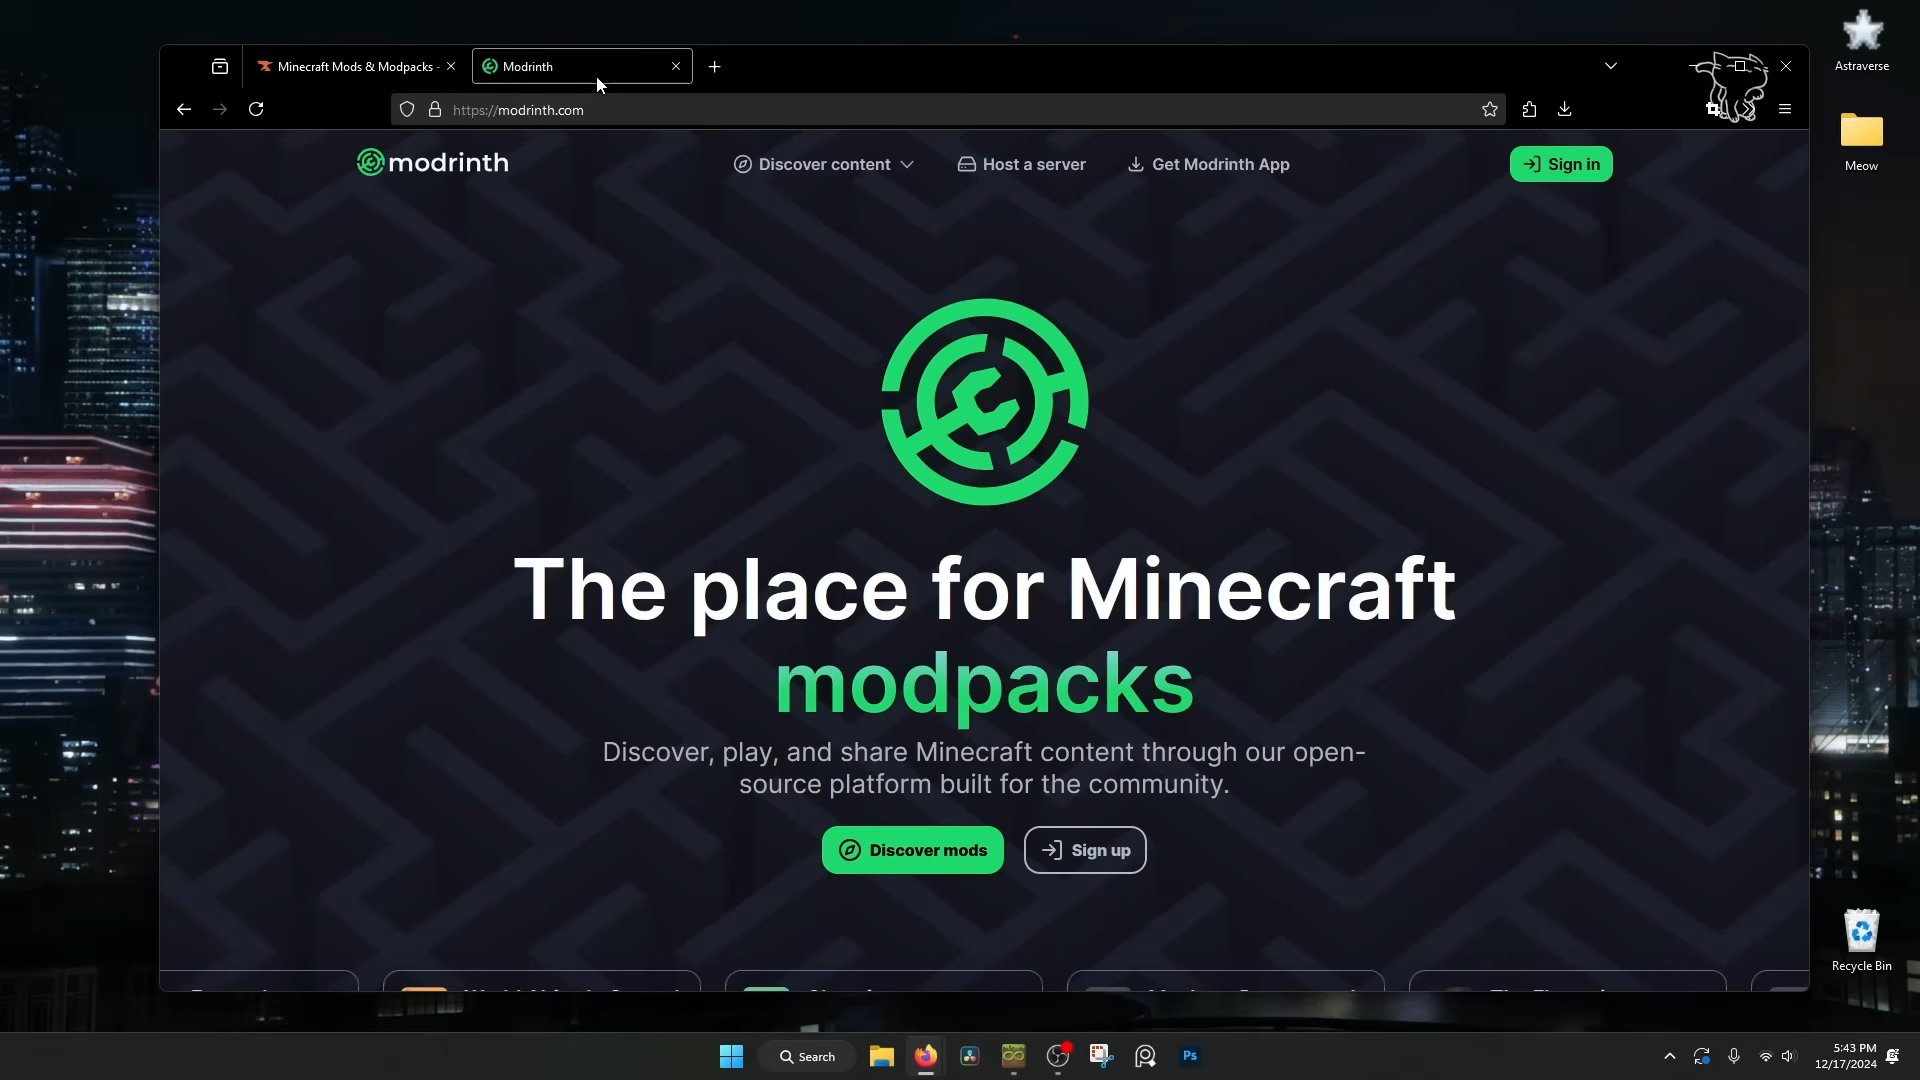 Minecraft Mods & Modpacks -
Modrinth
Astraverse
https://modrinth.com
Meow
modrinth
Discover content
Host a server
Get Modrinth App
Sign in
The place for Minecraft
modpacks
Discover, play, and share Minecraft content through our open-
source platform built for the community.
Discover mods
Sign up
Recycle Bin
Search
Ps
5:43 PM
12/17/2024